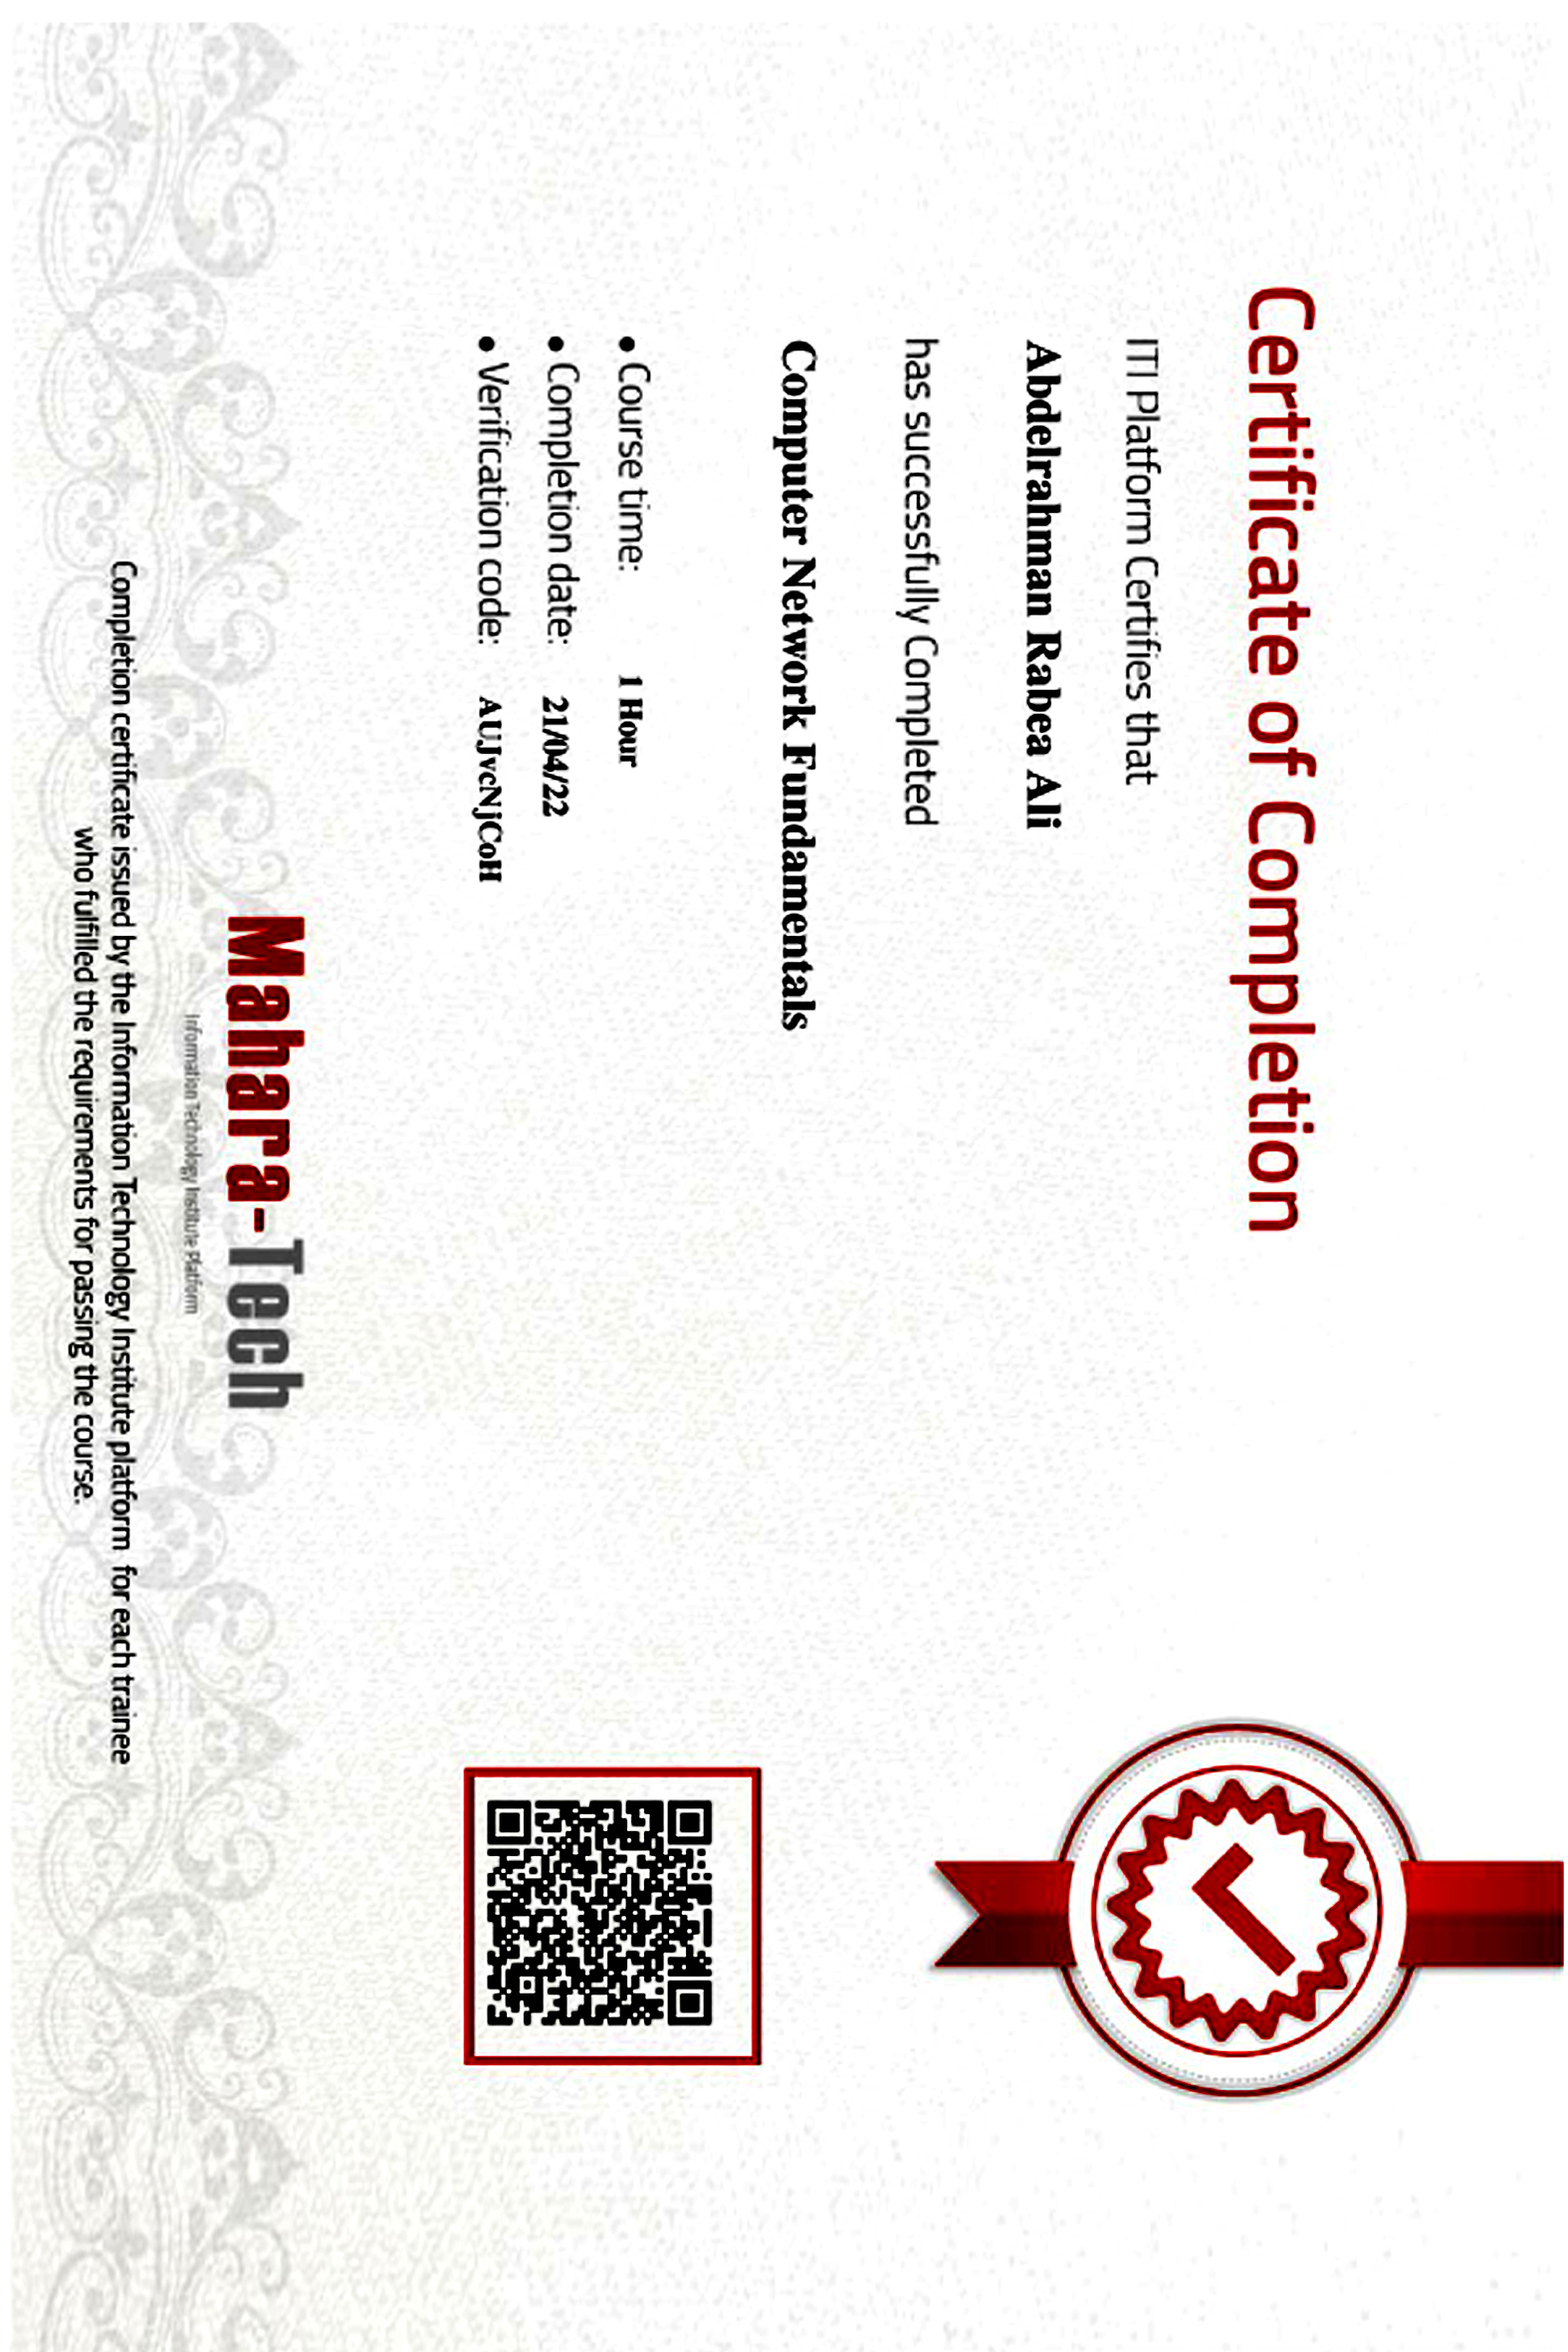 Certificate of Completion
ITI Platform Certifies that
Abdelrahman Rabea Ali
has successfully Completed
Computer Network Fundamentals
• Course time: 1 Hour
• Completion date: 21/04/22
• Verification code: AUJvcNjCoH
Mahara-Tech
Information Technology Institute Platform
Completion certificate issued by the Information Technology Institute platform for each trainee
who fulfilled the requirements for passing the course.